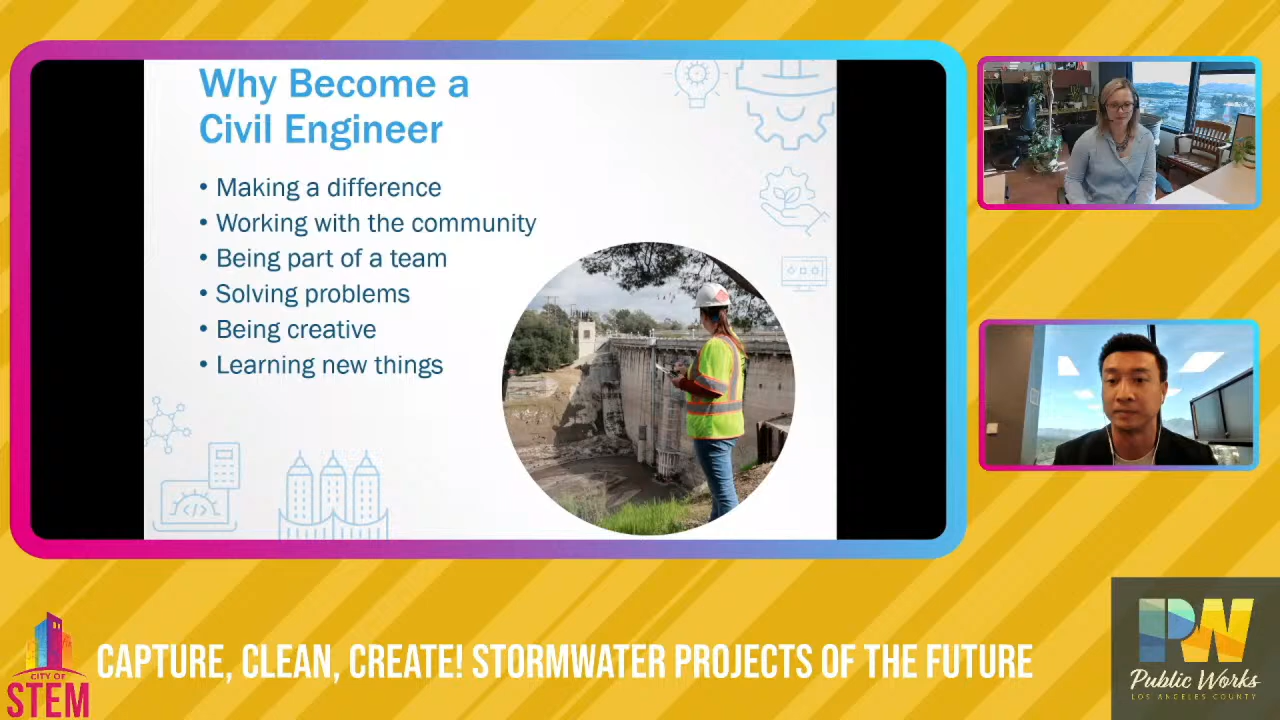 Why Become a
Civil Engineer
• Making a difference
• Working with the community
• Being part of a team
• Solving problems
• Being creative
• Learning new things
CITY OF
STEM
CAPTURE, CLEAN, CREATE! STORMWATER PROJECTS OF THE FUTURE
PW
Public Works
LOS ANGELES COUNTY